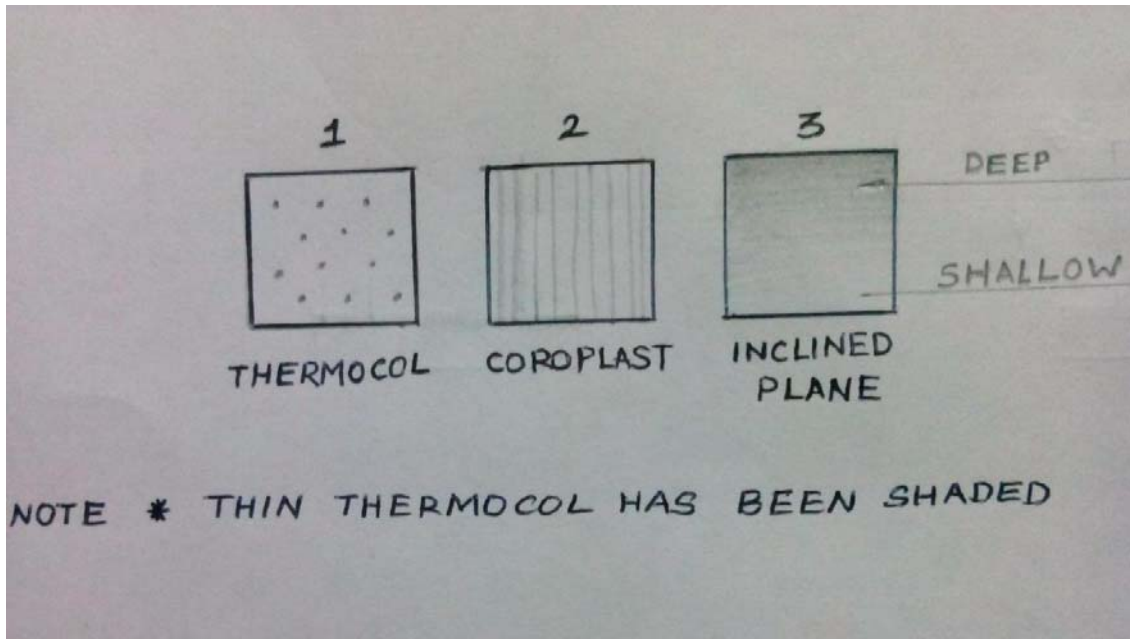 1 2 3
DEEP
SHALLOW
THERMOCOL COROPLAST INCLINED
PLANE
NOTE * THIN THERMOCOL HAS BEEN SHADED